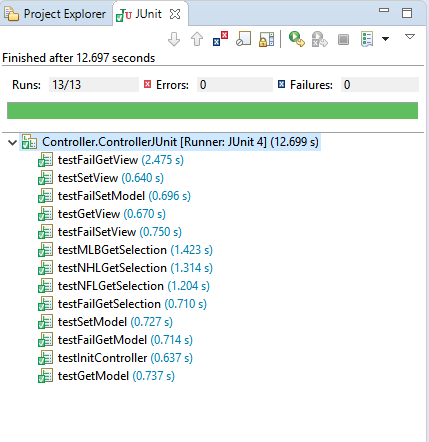 Project Explorer JUnit
Finished after 12.697 seconds
Runs: 13/13 Errors: 0 Failures: 0
Controller.ControllerJUnit [Runner: JUnit 4] (12.699 s)
testFailGetView (2.475 s)
testSetView (0.640 s)
testFailSetModel (0.696 s)
testGetView (0.670 s)
testFailSetView (0.750 s)
testMLBGetSelection (1.423 s)
testNHLGetSelection (1.314 s)
testNFLGetSelection (1.204 s)
testFailGetSelection (0.710 s)
testSetModel (0.727 s)
testFailGetModel (0.714 s)
testInitController (0.637 s)
testGetModel (0.737 s)